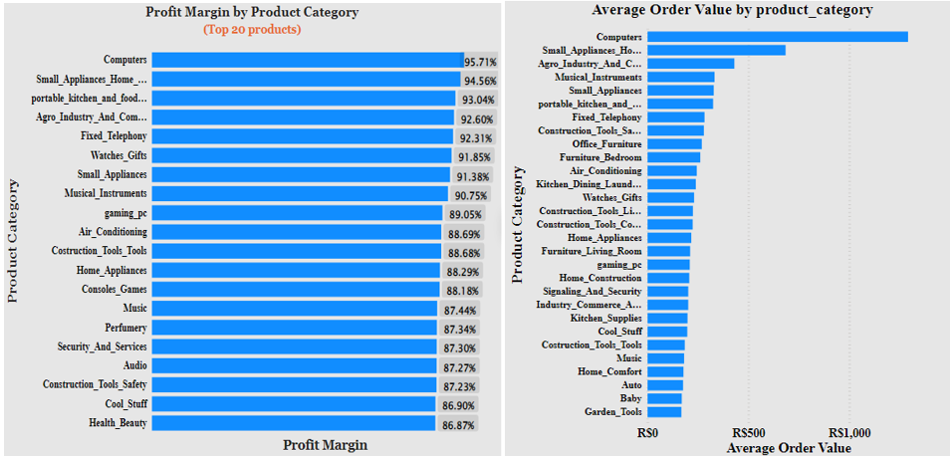 Profit Margin by Product Category
(Top 20 products)
Product Category
Computers 95.71%
Small_Appliances_Home_... 94.56%
portable_kitchen_and_food... 93.04%
Agro_Industry_And_Com... 92.60%
Fixed_Telephony 92.31%
Watches_Gifts 91.85%
Small_Appliances 91.38%
Musical_Instruments 90.75%
gaming_pc 89.05%
Air_Conditioning 88.69%
Costruction_Tools_Tools 88.68%
Home_Appliances 88.29%
Consoles_Games 88.18%
Music 87.44%
Perfumery 87.34%
Security_And_Services 87.30%
Audio 87.27%
Construction_Tools_Safety 87.23%
Cool_Stuff 86.90%
Health_Beauty 86.87%
Profit Margin
Average Order Value by product_category
Product Category
Computers
Small_Appliances_Ho...
Agro_Industry_And_C...
Musical_Instruments
Small_Appliances
portable_kitchen_and_...
Fixed_Telephony
Construction_Tools_Sa...
Office_Furniture
Furniture_Bedroom
Air_Conditioning
Kitchen_Dining_Laund...
Watches_Gifts
Construction_Tools_Li...
Construction_Tools_Co...
Home_Appliances
Furniture_Living_Room
gaming_pc
Home_Construction
Signaling_And_Security
Industry_Commerce_A...
Kitchen_Supplies
Cool_Stuff
Costruction_Tools_Tools
Music
Home_Comfort
Auto
Baby
Garden_Tools
R$0 R$500 R$1,000
Average Order Value